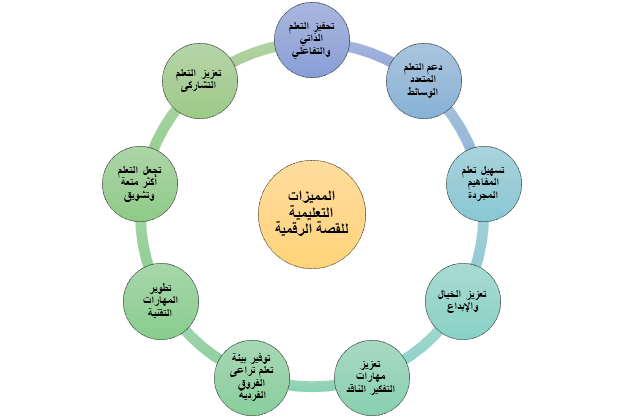 المميزات
التعليمية
للقصة الرقمية
تحفيز التعلم
الذاتي
والتفاعلي
دعم التعلم
المتعدد
الوسائط
تسهيل تعلم
المفاهيم
المجردة
تعزيز الخيال
والإبداع
تعزيز
مهارات
التفكير الناقد
توفير بيئة
تعلم تراعى
الفروق
الفردية
تطوير
المهارات
التقنية
تجعل التعلم
أكثر متعة
وتشويق
تعزيز التعلم
التشاركى